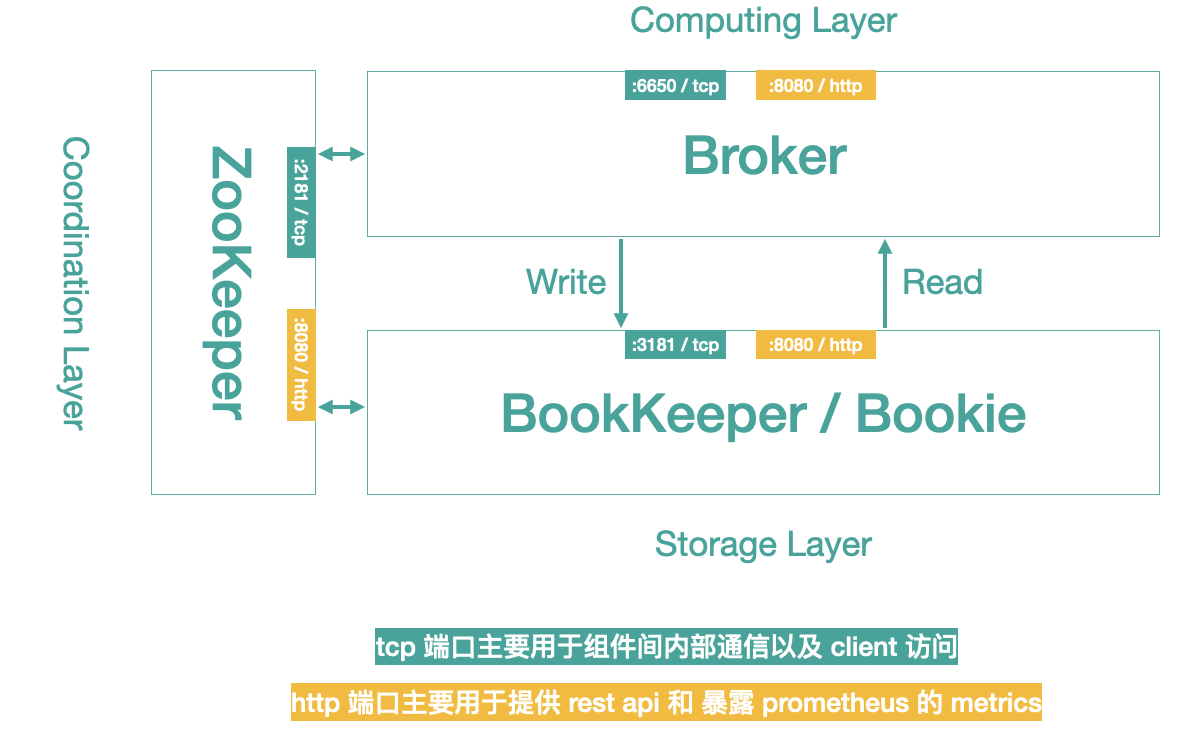 Computing Layer
:6650 / tcp
:8080 / http
Broker
Coordination Layer
ZooKeeper
:2181 / tcp
:8080 / http
Write
Read
:3181 / tcp
:8080 / http
BookKeeper / Bookie
Storage Layer
tcp 端口主要用于组件间内部通信以及 client 访问
http 端口主要用于提供 rest api 和 暴露 prometheus 的 metrics